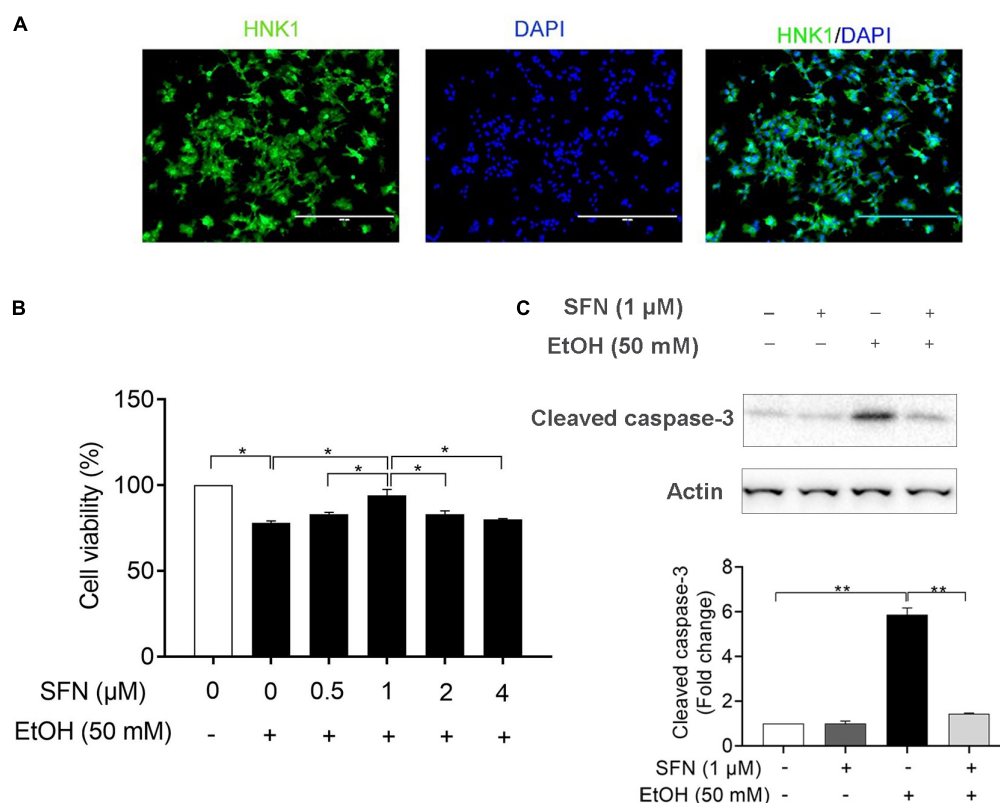 A
HNK1
DAPI
HNK1/DAPI
B
150
100
50
0
Cell viability (%)
* * * * *
SFN (μM) 0 0 0.5 1 2 4
EtOH (50 mM) - + + + + +
C
SFN (1 μM) – + – +
EtOH (50 mM) – – + +
Cleaved caspase-3
Actin
8
6
4
2
0
Cleaved caspase-3
(Fold change)
** **
SFN (1 μM) - + - +
EtOH (50 mM) - - + +